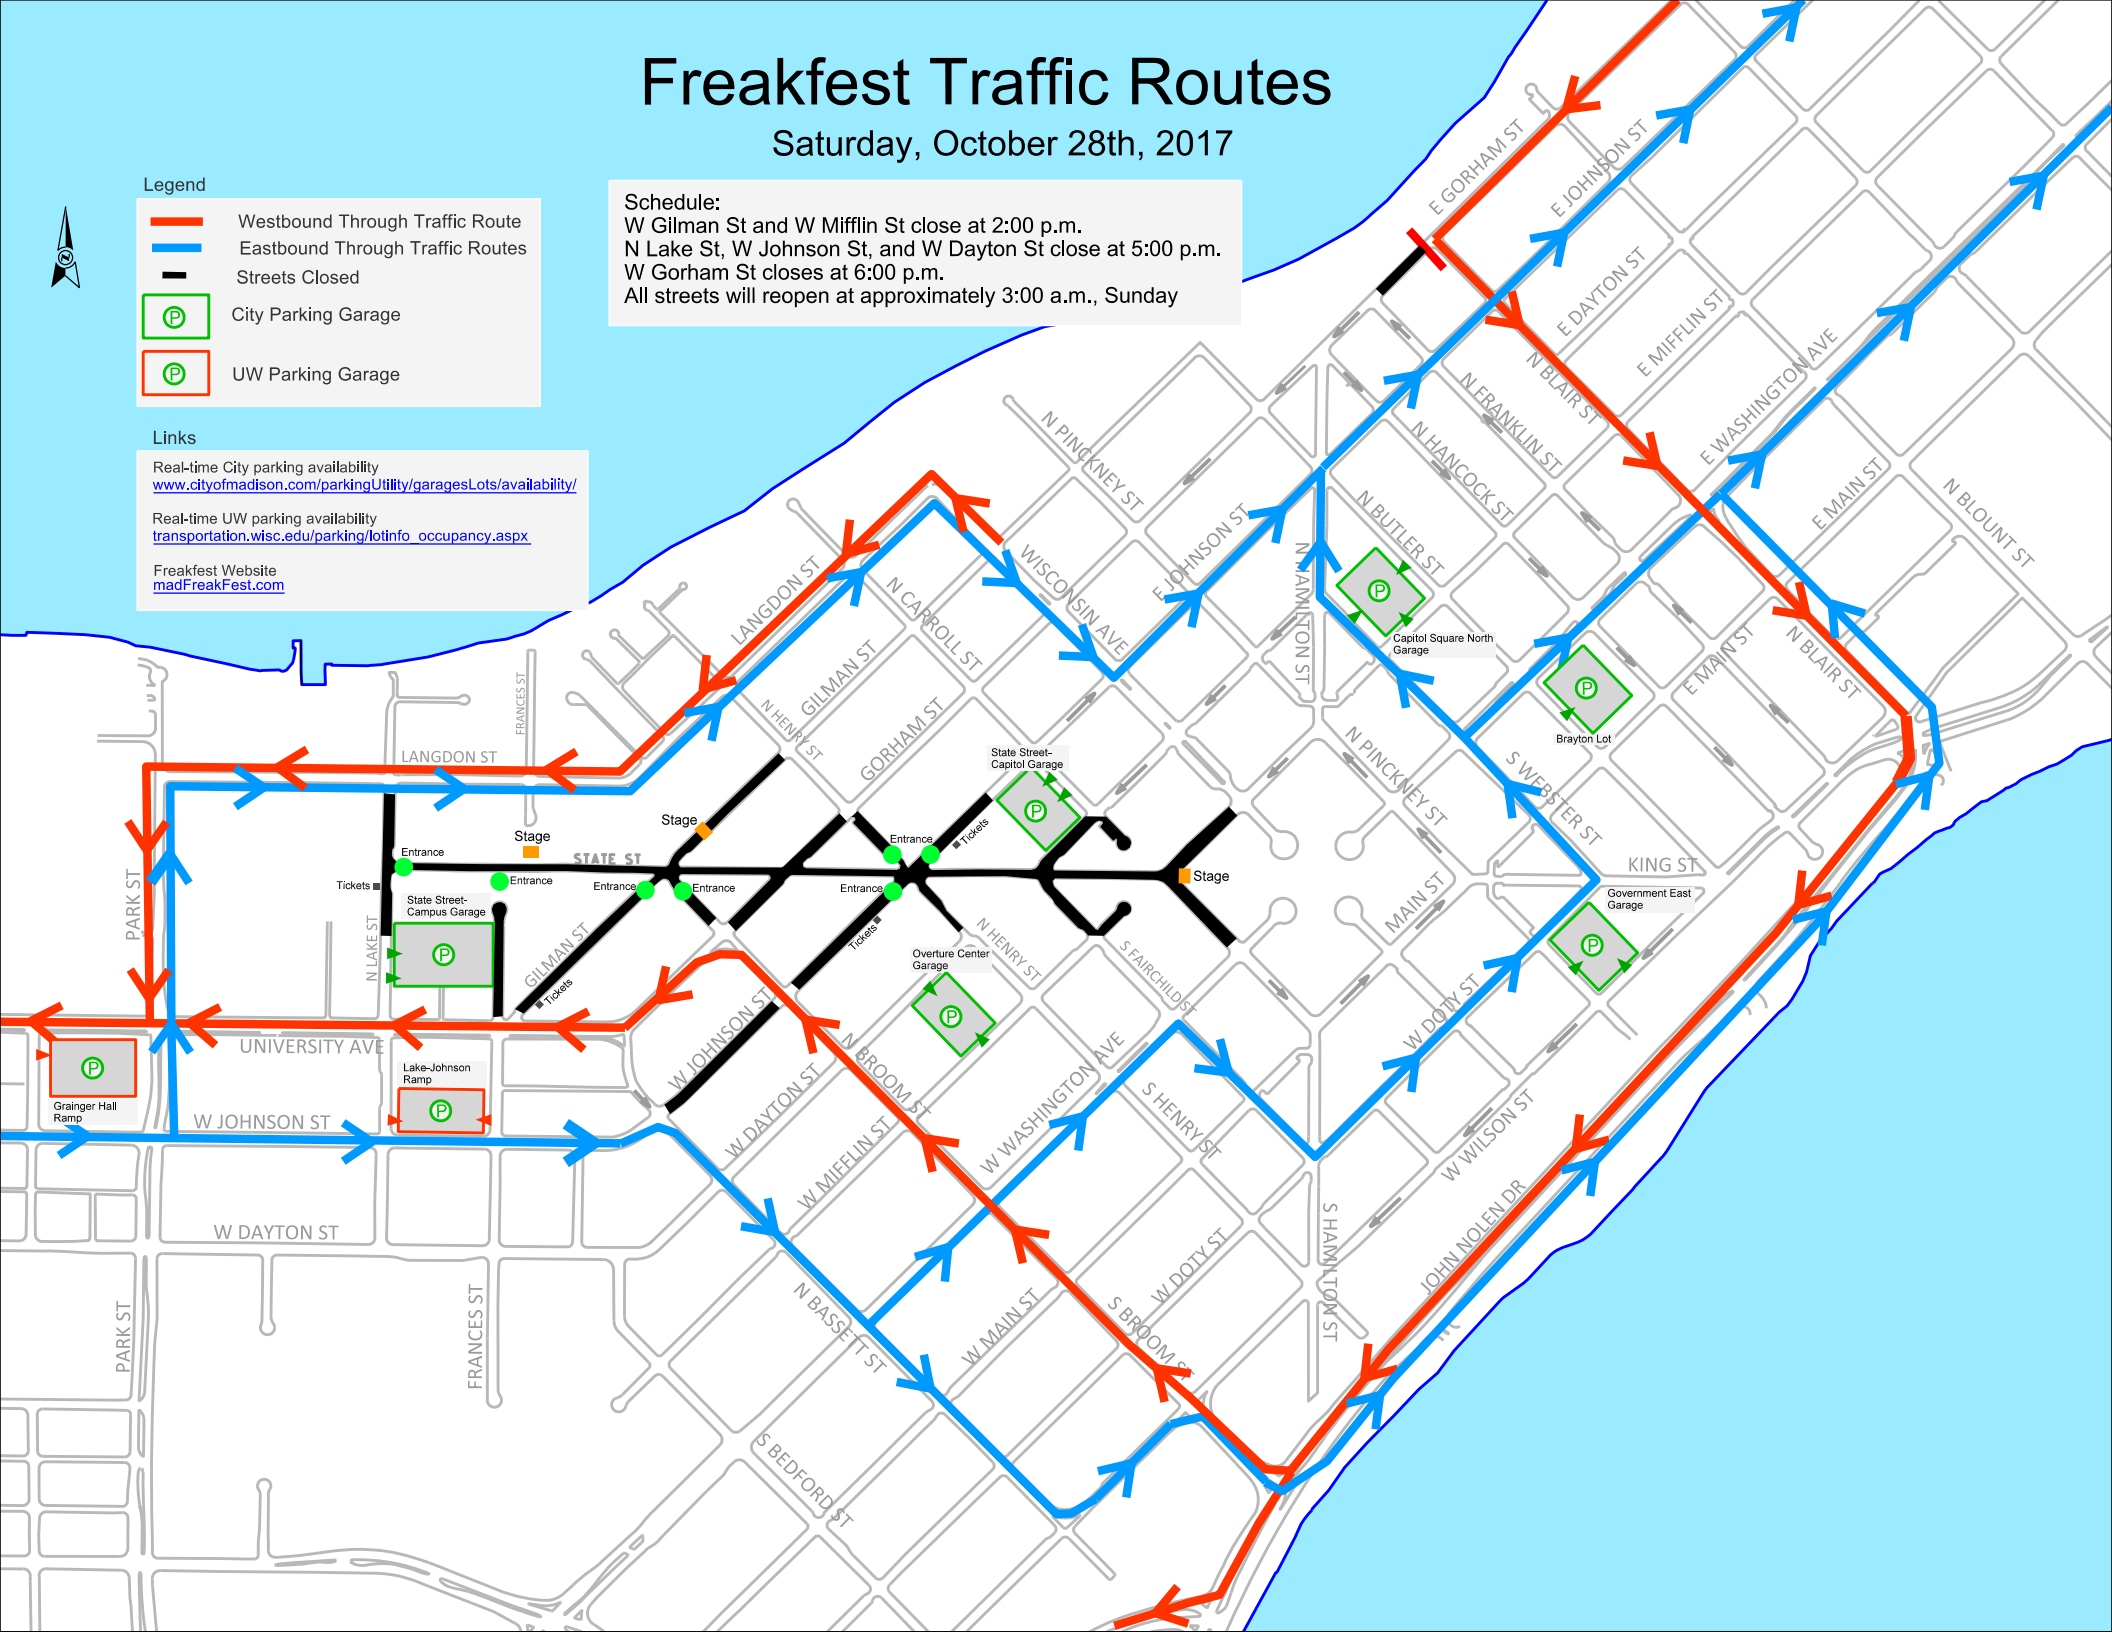 Freakfest Traffic Routes
Saturday, October 28th, 2017
Legend
Westbound Through Traffic Route
Eastbound Through Traffic Routes
Streets Closed
P
City Parking Garage
P
UW Parking Garage
N
Schedule:
W Gilman St and W Mifflin St close at 2:00 p.m.
N Lake St, W Johnson St, and W Dayton St close at 5:00 p.m.
W Gorham St closes at 6:00 p.m.
All streets will reopen at approximately 3:00 a.m., Sunday
Links
Real-time City parking availability
www.cityofmadison.com/parkingUtility/garagesLots/availability/
Real-time UW parking availability
transportation.wisc.edu/parking/lotinfo_occupancy.aspx
Freakfest Website
madFreakFest.com
E GORHAM ST
E JOHNSON ST
E DAYTON ST
E MIFFLIN ST
E WASHINGTON AVE
N BLAIR ST
N FRANKLIN ST
N HANCOCK ST
N BUTLER ST
E MAIN ST
N BLOUNT ST
N PINCKNEY ST
WISCONSIN AVE
E JOHNSON ST
N HAMILTON ST
P
Capitol Square North
Garage
LANGDON ST
N CARROLL ST
GILMAN ST
N HENRY ST
GORHAM ST
FRANCES ST
LANGDON ST
P
Brayton Lot
E MAIN ST
N BLAIR ST
State Street-
Capitol Garage
P
N PINCKNEY ST
S WEBSTER ST
KING ST
Stage
Stage
STATE ST
Entrance
Entrance
Entrance
Entrance
Entrance
Entrance
Tickets
Tickets
Stage
PARK ST
N LAKE ST
State Street-
Campus Garage
P
GILMAN ST
Tickets
Tickets
MAIN ST
Government East
Garage
P
Overture Center
Garage
P
N HENRY ST
S FAIRCHILD ST
W DOTY ST
UNIVERSITY AVE
P
Grainger Hall
Ramp
Lake-Johnson
Ramp
P
W JOHNSON ST
W JOHNSON ST
N BROOM ST
W DAYTON ST
W MIFFLIN ST
W WASHINGTON AVE
S HENRY ST
W WILSON ST
JOHN NOLEN DR
W DAYTON ST
PARK ST
FRANCES ST
N BASSETT ST
W MAIN ST
W DOTY ST
S BROOM ST
S HAMILTON ST
S BEDFORD ST